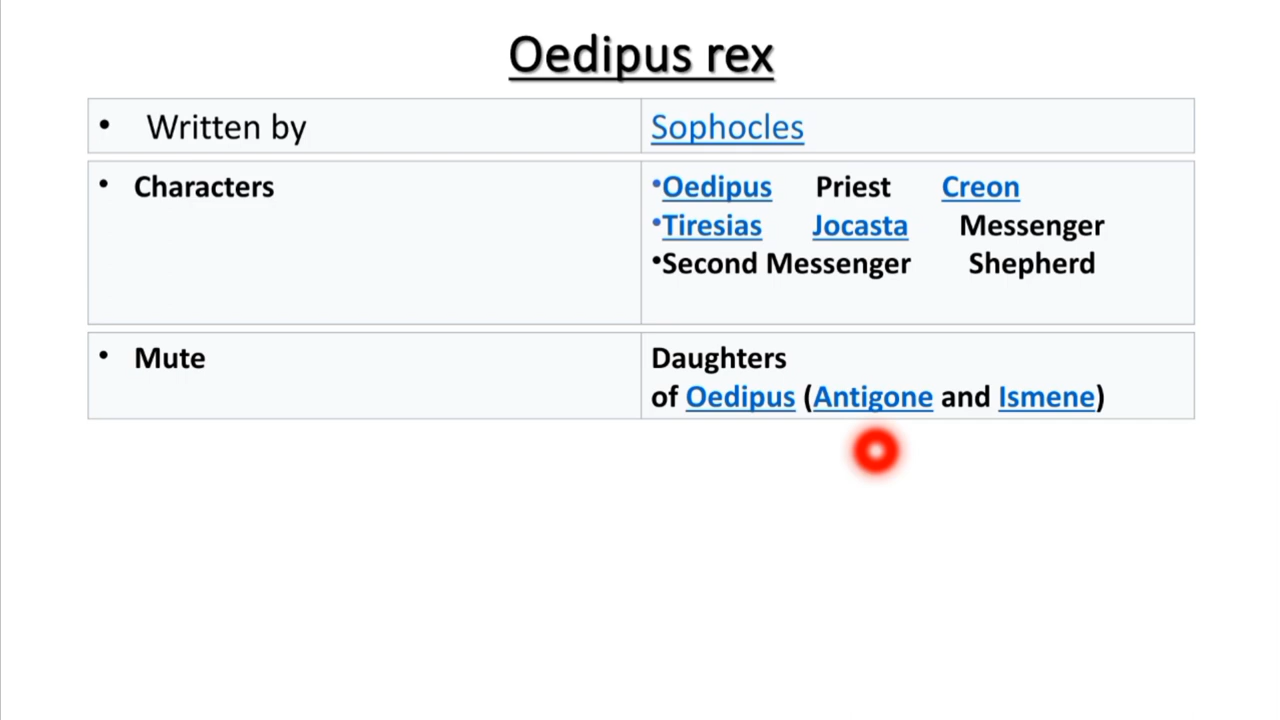 Oedipus rex
• Written by
Sophocles
• Characters
•Oedipus Priest Creon
•Tiresias Jocasta Messenger
•Second Messenger Shepherd
• Mute
Daughters
of Oedipus (Antigone and Ismene)